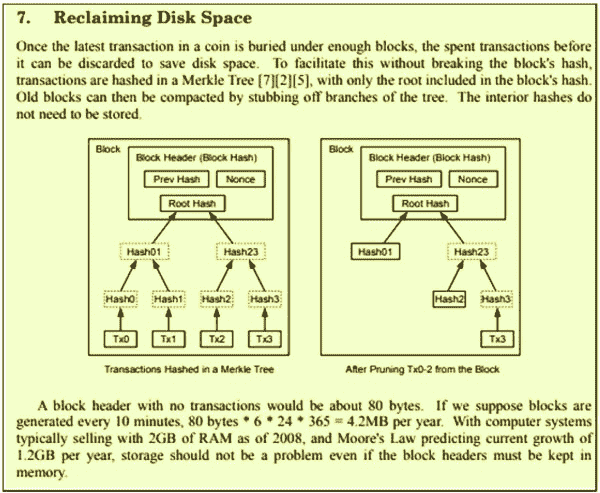 7. Reclaiming Disk Space
Once the latest transaction in a coin is buried under enough blocks, the spent transactions before
it can be discarded to save disk space. To facilitate this without breaking the block's hash,
transactions are hashed in a Merkle Tree [7][2][5], with only the root included in the block's hash.
Old blocks can then be compacted by stubbing off branches of the tree. The interior hashes do
not need to be stored.
Block
Block Header (Block Hash)
Prev Hash Nonce
Root Hash
Hash01 Hash23
Hash0 Hash1 Hash2 Hash3
Tx0 Tx1 Tx2 Tx3
Transactions Hashed in a Merkle Tree
Block
Block Header (Block Hash)
Prev Hash Nonce
Root Hash
Hash01 Hash23
Hash2 Hash3
Tx3
After Pruning Tx0-2 from the Block
A block header with no transactions would be about 80 bytes. If we suppose blocks are
generated every 10 minutes, 80 bytes * 6 * 24 * 365 = 4.2MB per year. With computer systems
typically selling with 2GB of RAM as of 2008, and Moore's Law predicting current growth of
1.2GB per year, storage should not be a problem even if the block headers must be kept in
memory.